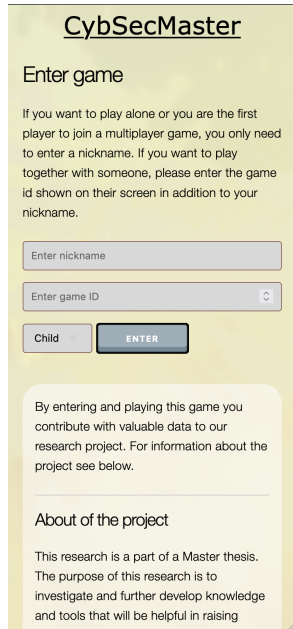 CybSecMaster
Enter game
If you want to play alone or you are the first
player to join a multiplayer game, you only need
to enter a nickname. If you want to play
together with someone, please enter the game
id shown on their screen in addition to your
nickname.
Enter nickname
Enter game ID
Child ENTER
By entering and playing this game you
contribute with valuable data to our
research project. For information about the
project see below.
About of the project
This research is a part of a Master thesis.
The purpose of this research is to
investigate and further develop knowledge
and tools that will be helpful in raising